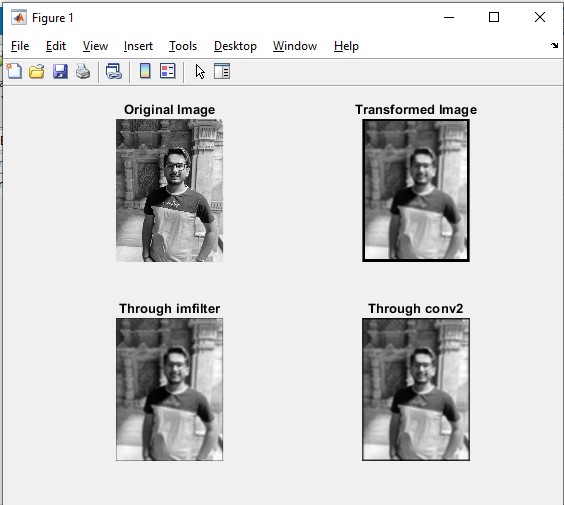 Figure 1
File Edit View Insert Tools Desktop Window Help
Original Image
Transformed Image
Through imfilter
Through conv2